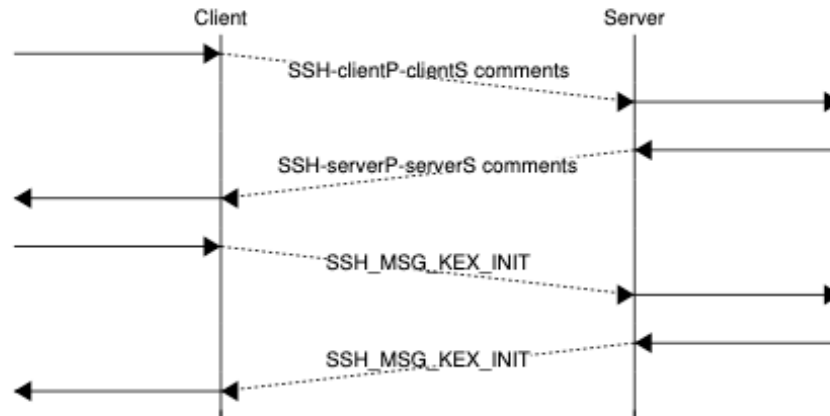 Client Server
SSH-clientP-clientS comments
SSH-serverP-serverS comments
SSH_MSG_KEX_INIT
SSH_MSG_KEX_INIT